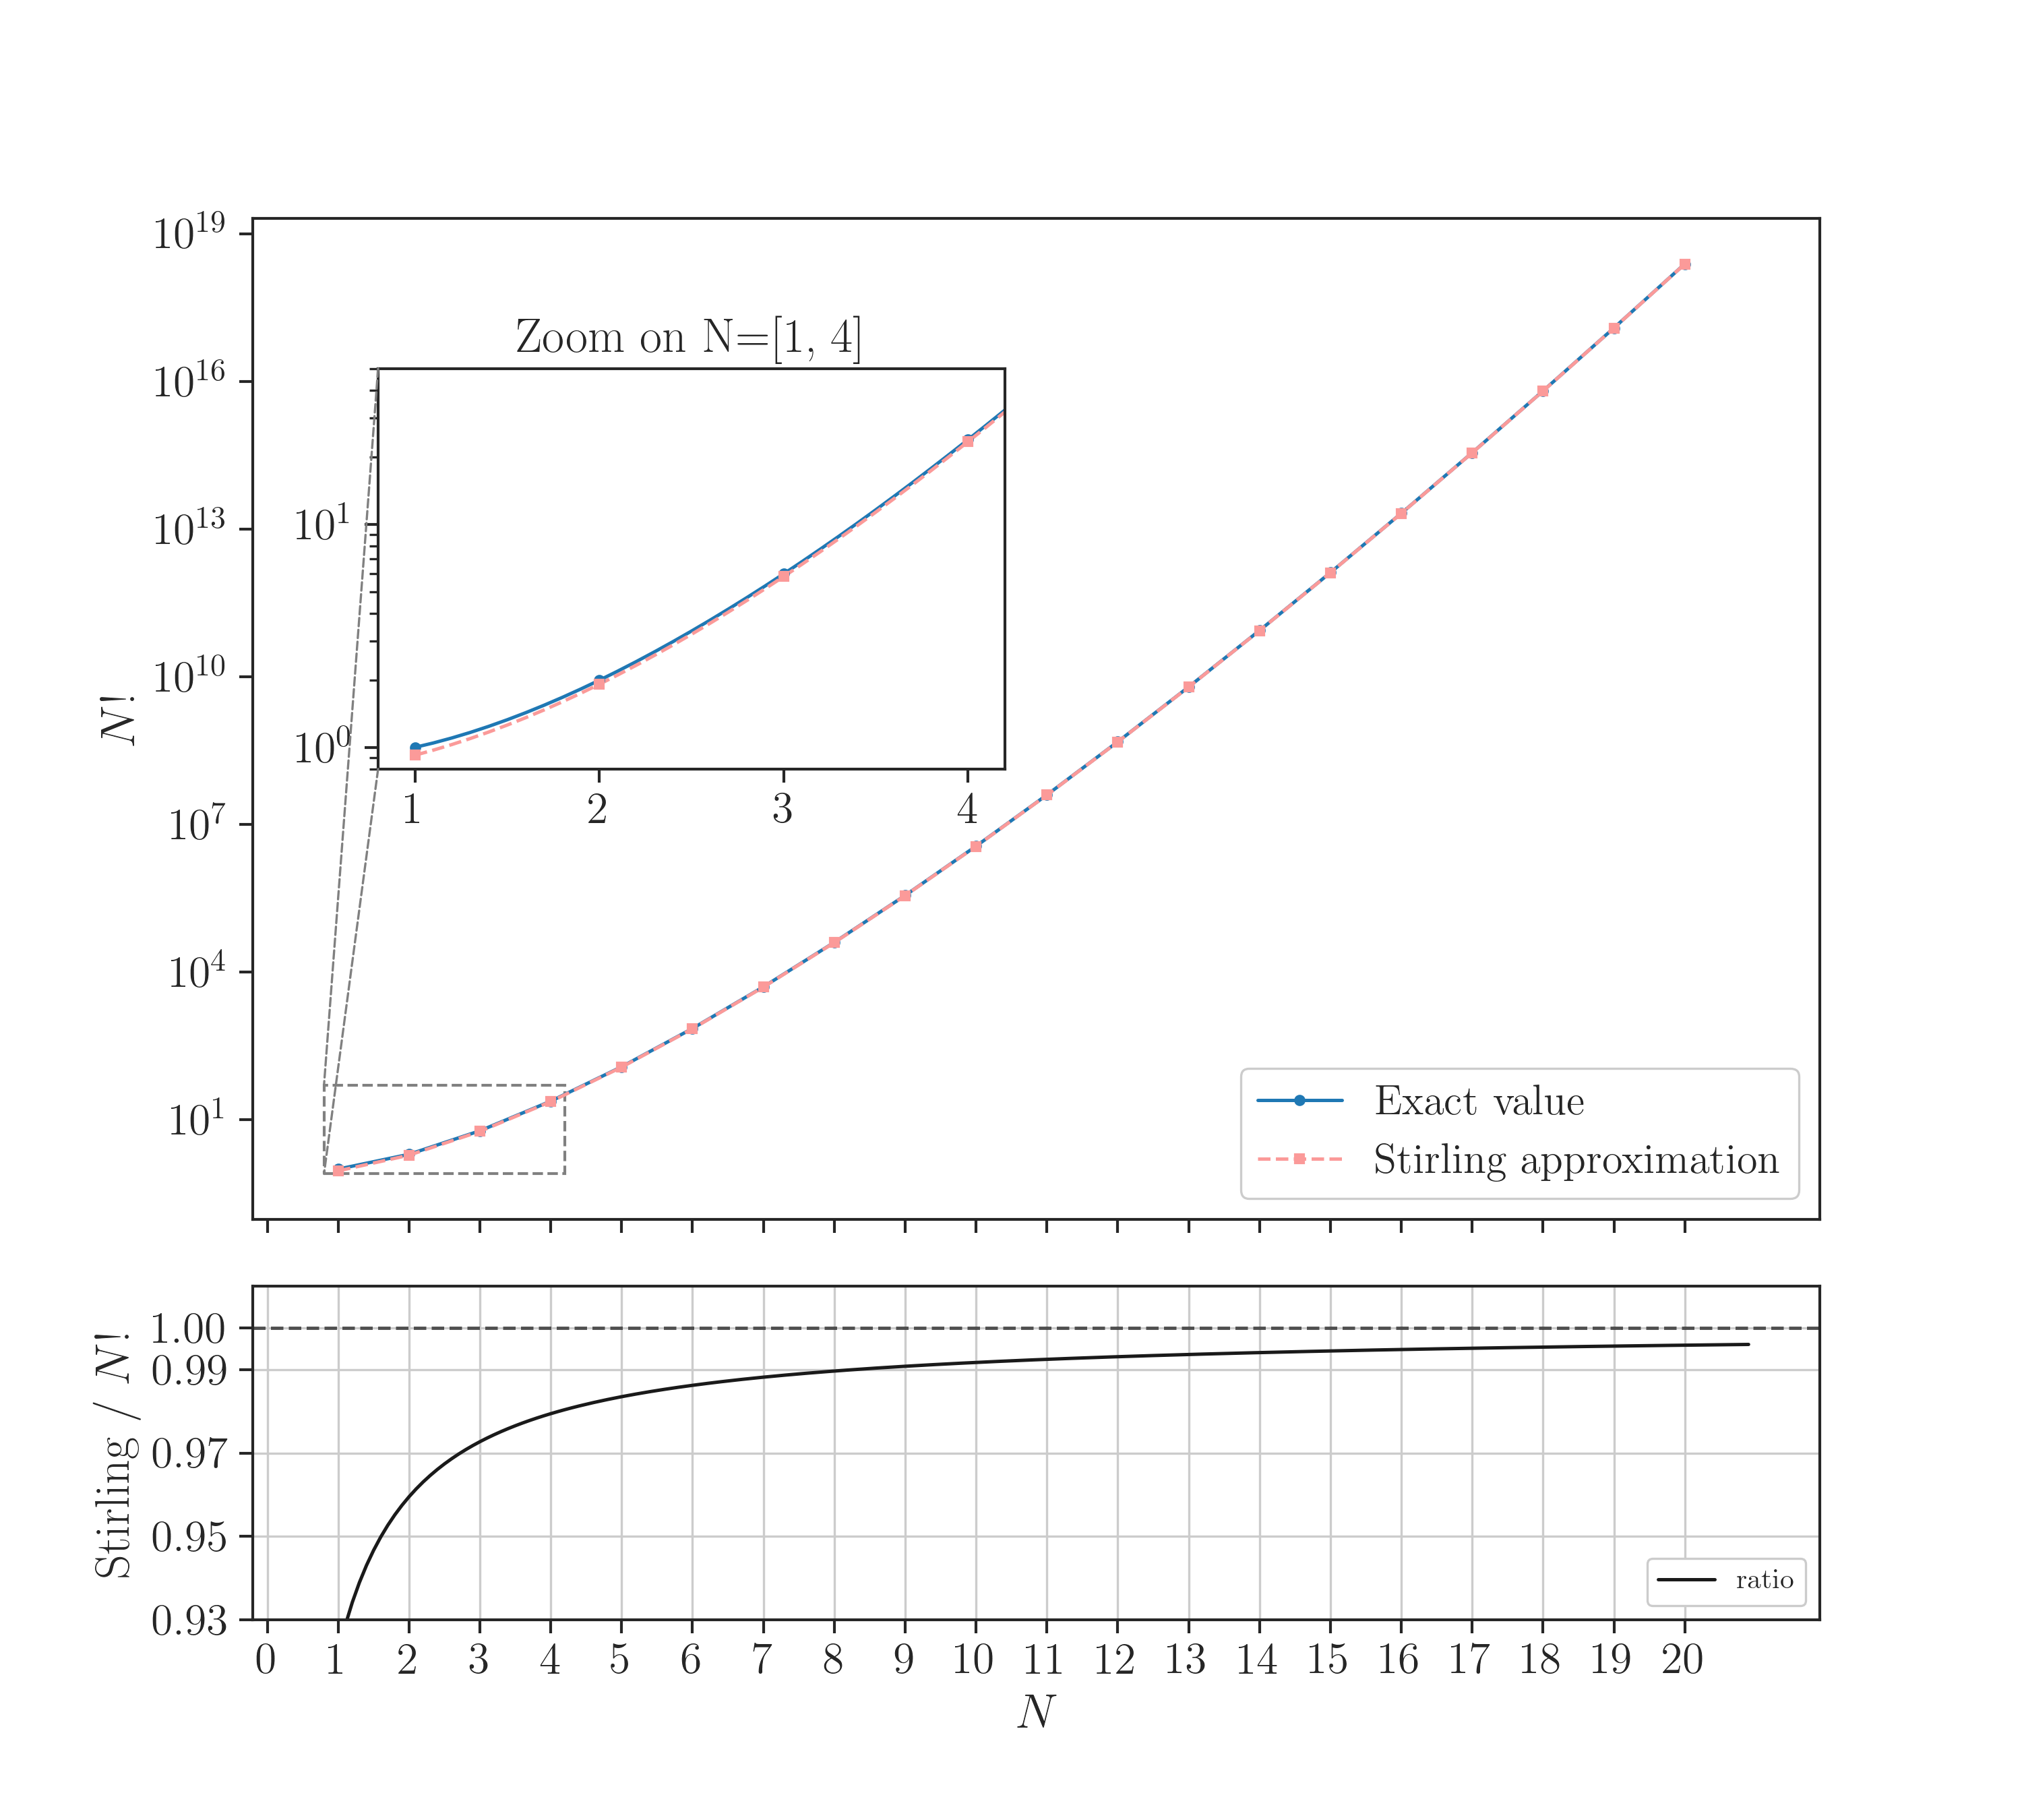 10^19
Zoom on N=[1, 4]
10^16
10^13
10^1
10^10
N!
10^0
1 2 3 4
10^7
10^4
10^1
Exact value
Stirling approximation
1.00
0.99
0.97
0.95
0.93
Stirling / N!
ratio
0 1 2 3 4 5 6 7 8 9 10 11 12 13 14 15 16 17 18 19 20
N